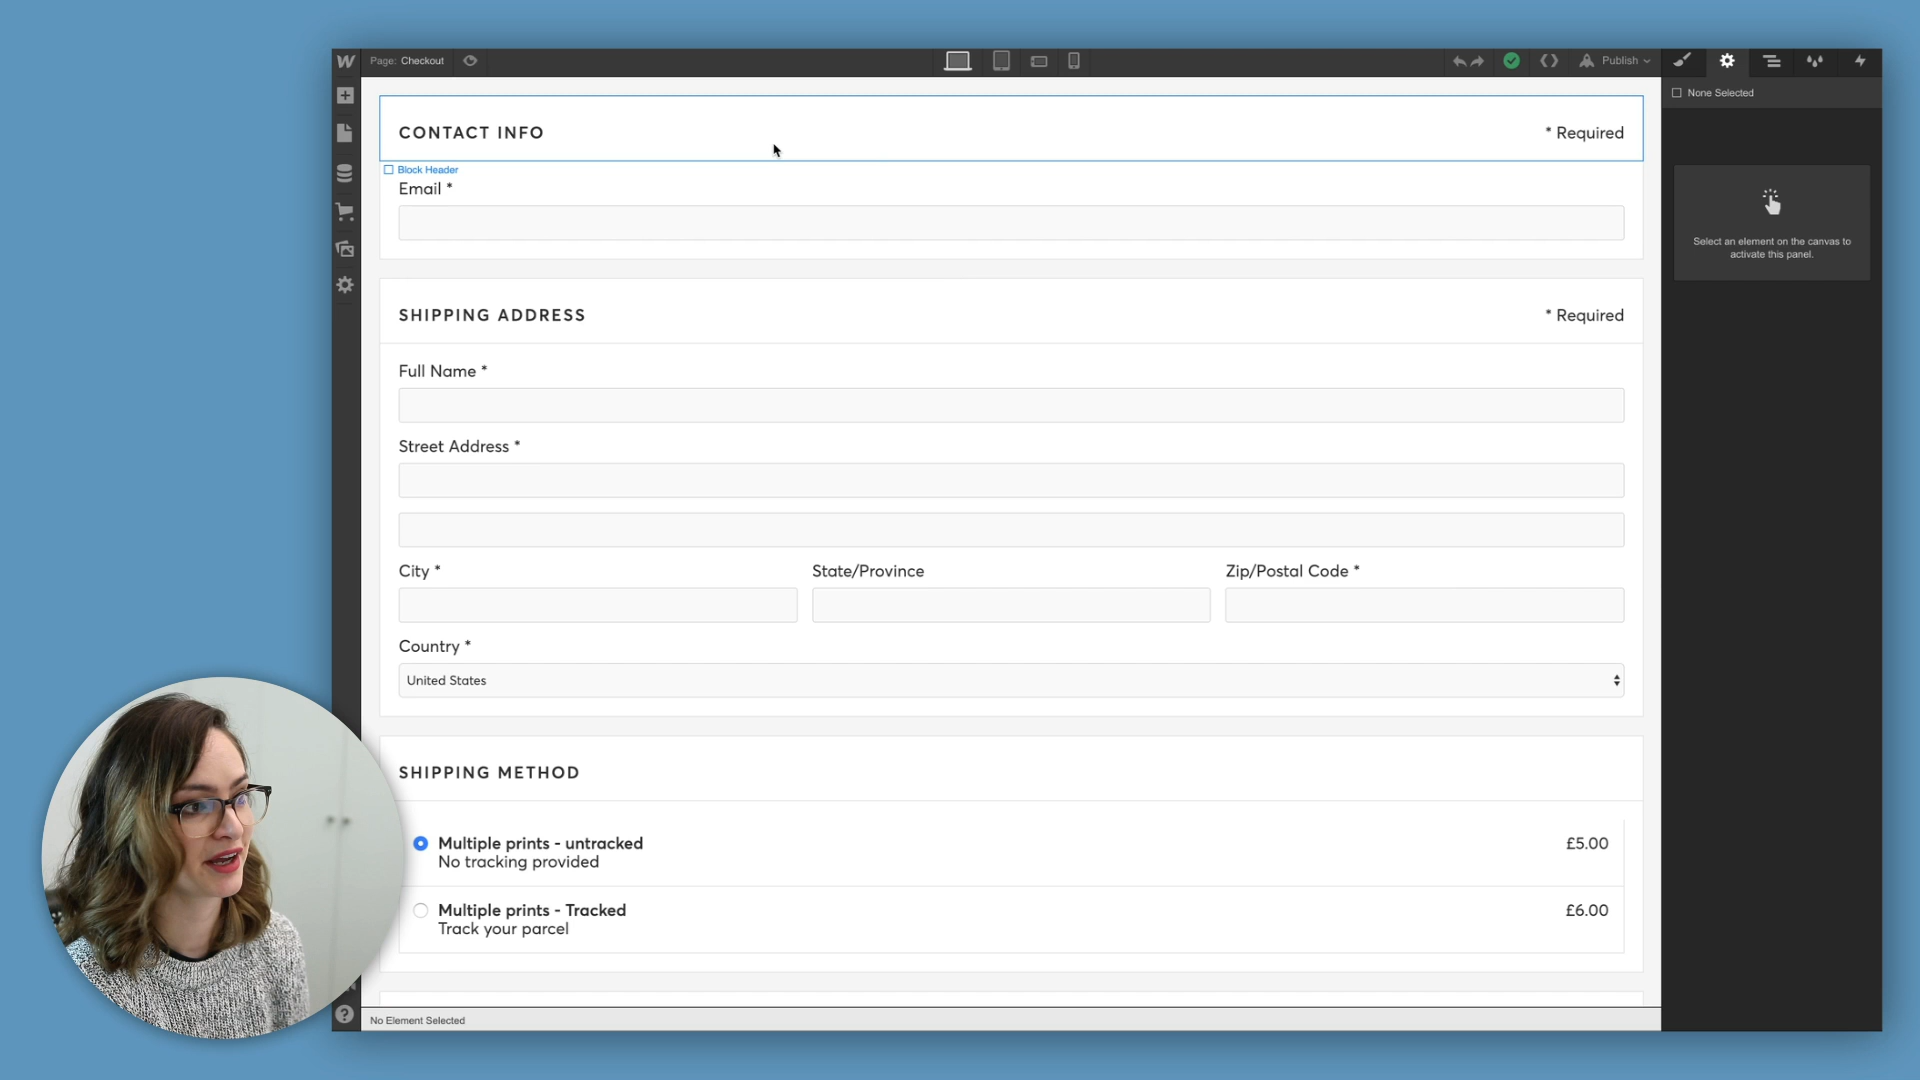 Page: Checkout
Publish
None Selected
CONTACT INFO
* Required
Block Header
Email *
Select an element on the canvas to
activate this panel.
SHIPPING ADDRESS
* Required
Full Name *
Street Address *
City *
State/Province
Zip/Postal Code *
Country *
United States
SHIPPING METHOD
Multiple prints - untracked
£5.00
No tracking provided
Multiple prints - Tracked
£6.00
Track your parcel
No Element Selected